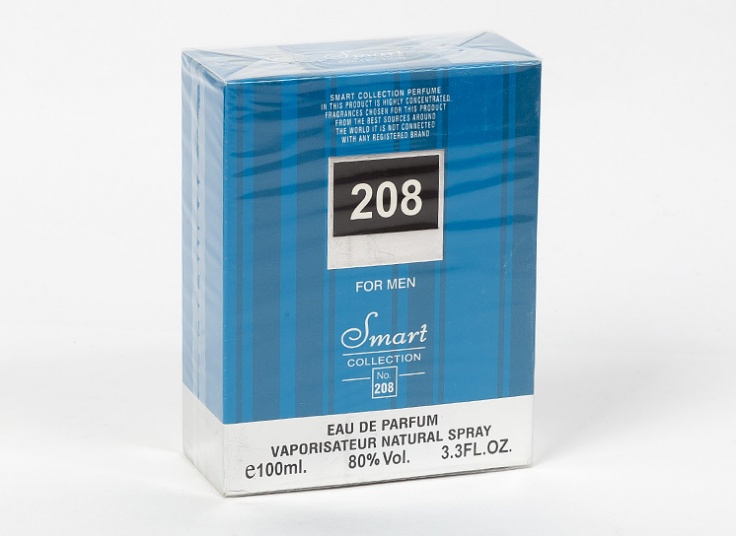 Smart
SMART COLLECTION PERFUME
IN THIS PRODUCT IS HIGHLY CONCENTRATED.
FRAGRANCES CHOSEN FOR THIS PRODUCT
FROM THE BEST SOURCES AROUND
THE WORLD IT IS NOT CONNECTED
WITH ANY REGISTERED BRAND
208
FOR MEN
Smart
COLLECTION
No.
208
EAU DE PARFUM
VAPORISATEUR NATURAL SPRAY
e100ml. 80% Vol. 3.3FL.OZ.